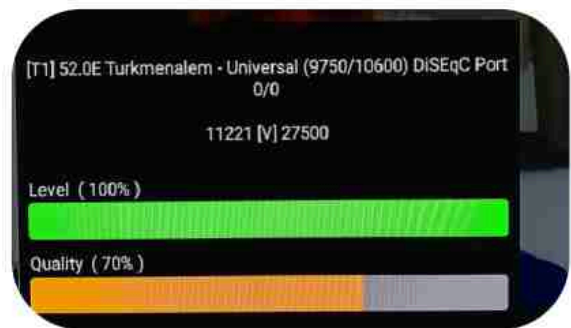 [T1] 52.0E Turkmenalem - Universal (9750/10600) DiSEqC Port
0/0
11221 [V] 27500
Level ( 100% )
Quality ( 70% )